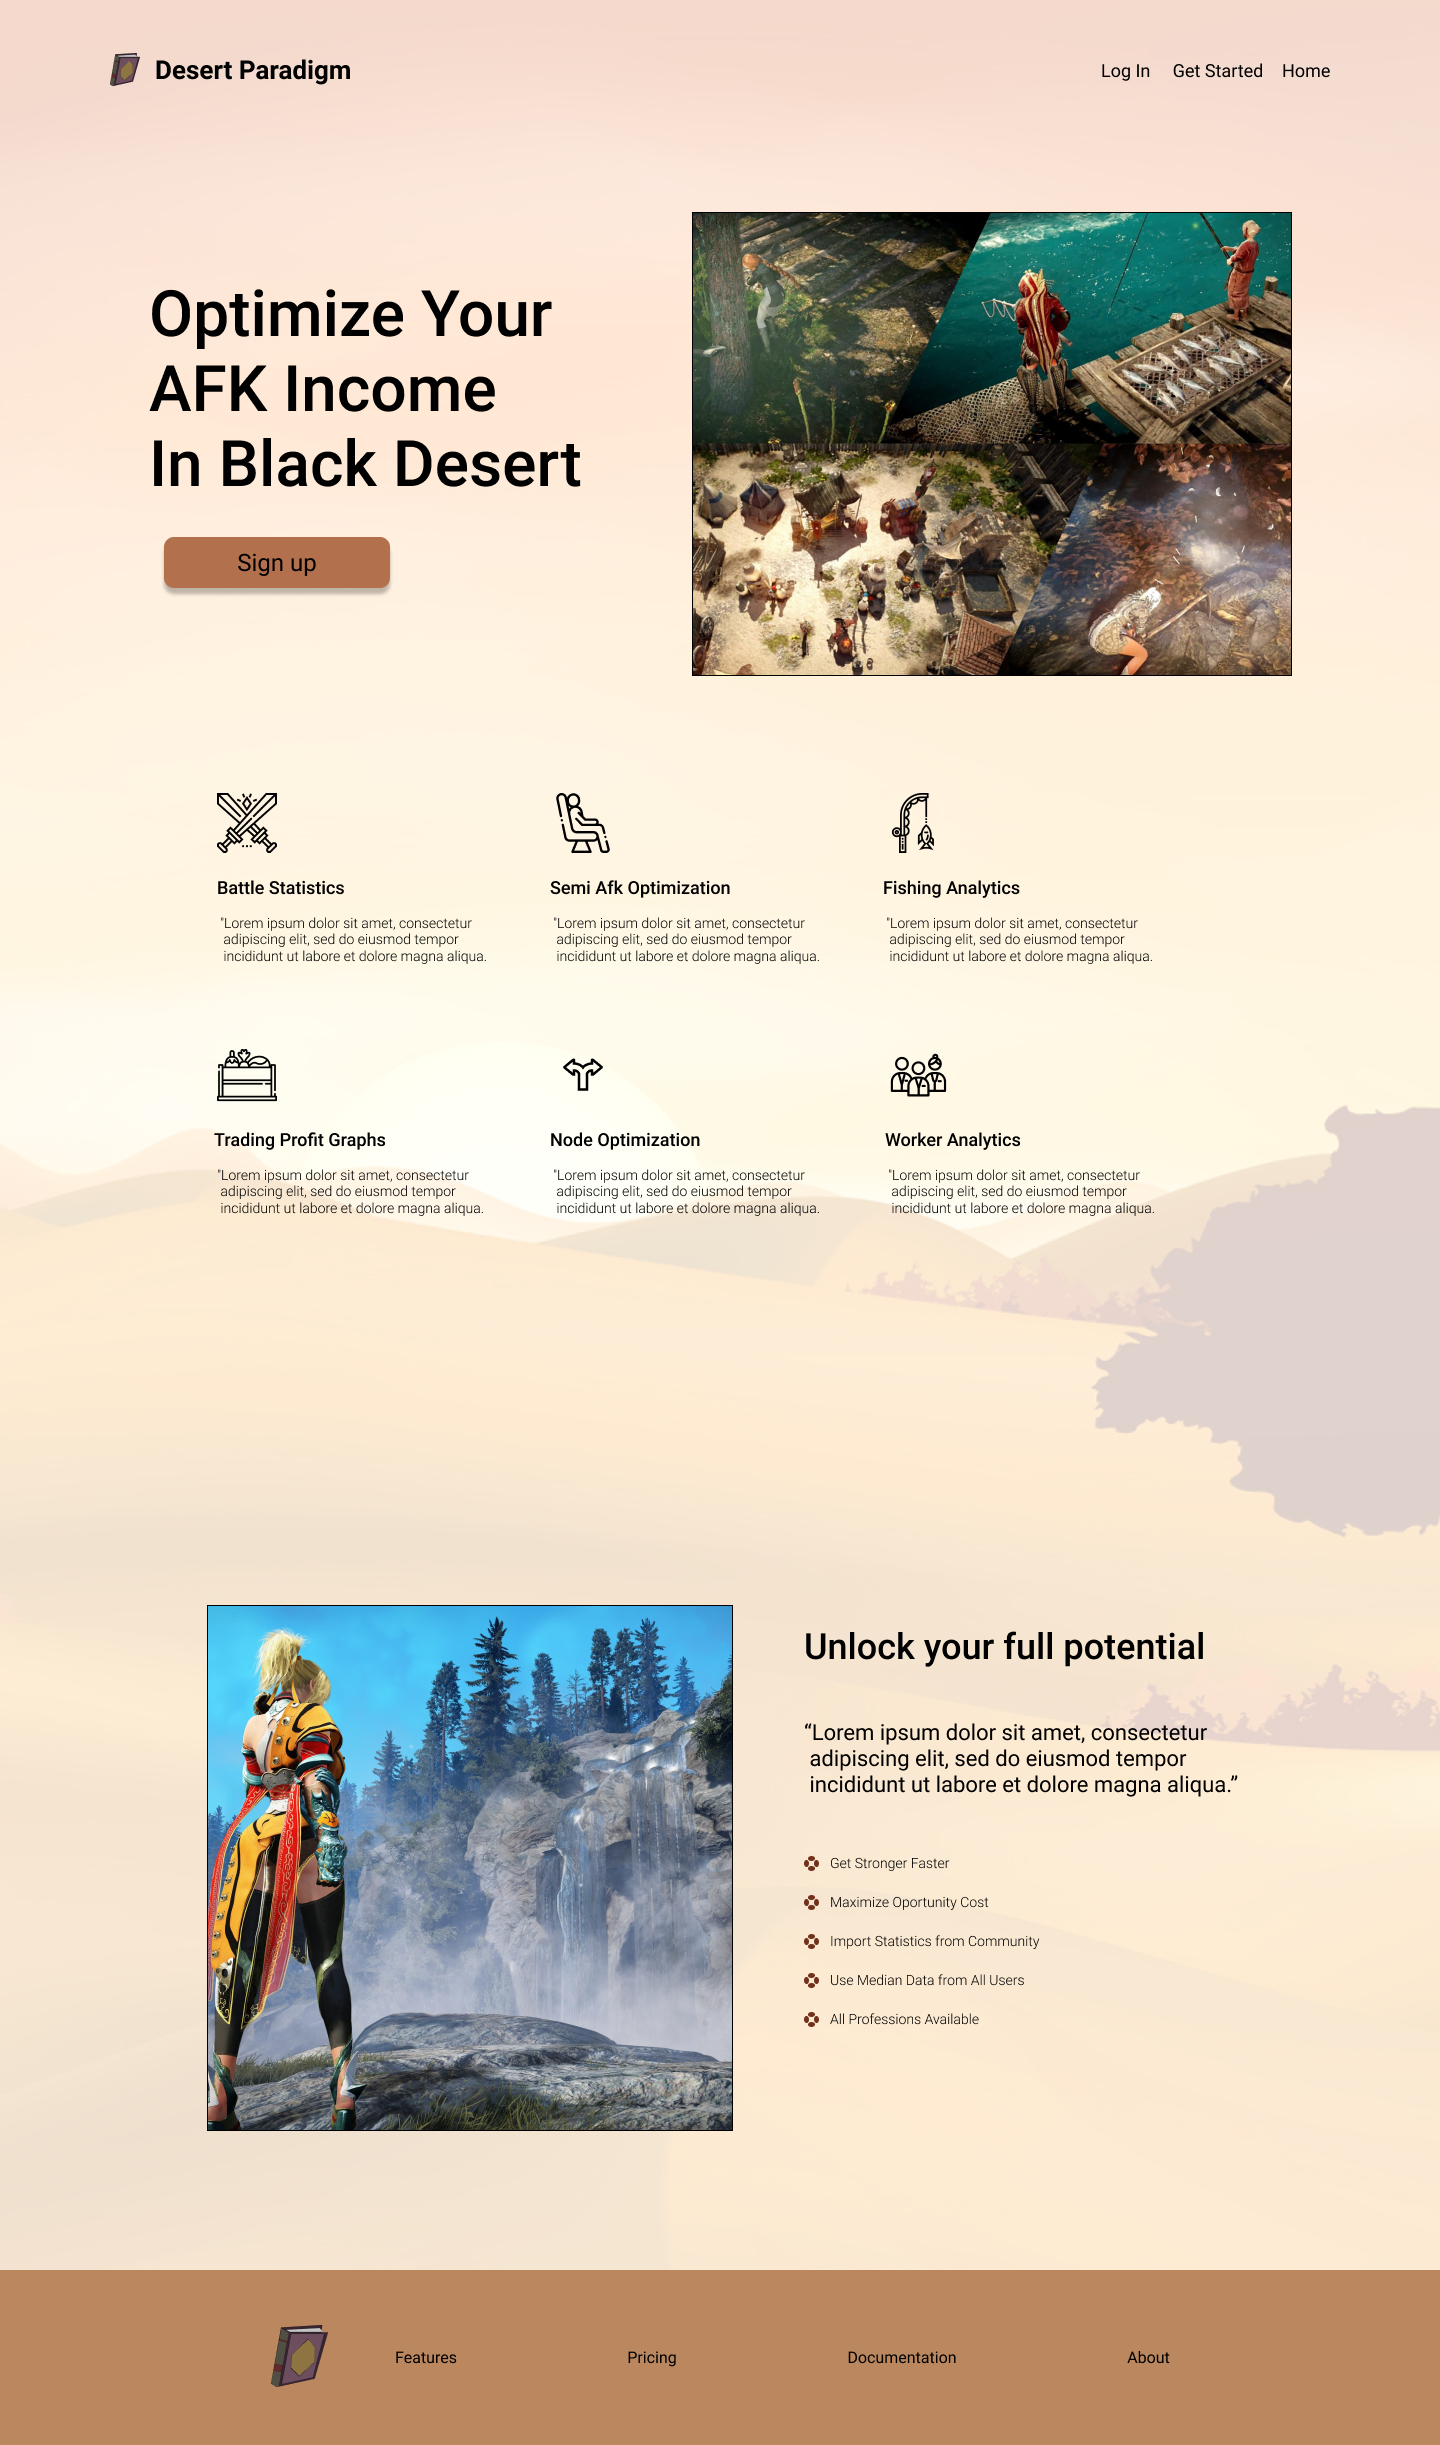 Desert Paradigm
Log In Get Started Home
Optimize Your
AFK Income
In Black Desert
Sign up
Battle Statistics
"Lorem ipsum dolor sit amet, consectetur
adipiscing elit, sed do eiusmod tempor
incididunt ut labore et dolore magna aliqua.
Semi Afk Optimization
"Lorem ipsum dolor sit amet, consectetur
adipiscing elit, sed do eiusmod tempor
incididunt ut labore et dolore magna aliqua.
Fishing Analytics
"Lorem ipsum dolor sit amet, consectetur
adipiscing elit, sed do eiusmod tempor
incididunt ut labore et dolore magna aliqua.
Trading Profit Graphs
"Lorem ipsum dolor sit amet, consectetur
adipiscing elit, sed do eiusmod tempor
incididunt ut labore et dolore magna aliqua.
Node Optimization
"Lorem ipsum dolor sit amet, consectetur
adipiscing elit, sed do eiusmod tempor
incididunt ut labore et dolore magna aliqua.
Worker Analytics
"Lorem ipsum dolor sit amet, consectetur
adipiscing elit, sed do eiusmod tempor
incididunt ut labore et dolore magna aliqua.
Unlock your full potential
“Lorem ipsum dolor sit amet, consectetur
adipiscing elit, sed do eiusmod tempor
incididunt ut labore et dolore magna aliqua.”
Get Stronger Faster
Maximize Oportunity Cost
Import Statistics from Community
Use Median Data from All Users
All Professions Available
Features Pricing Documentation About